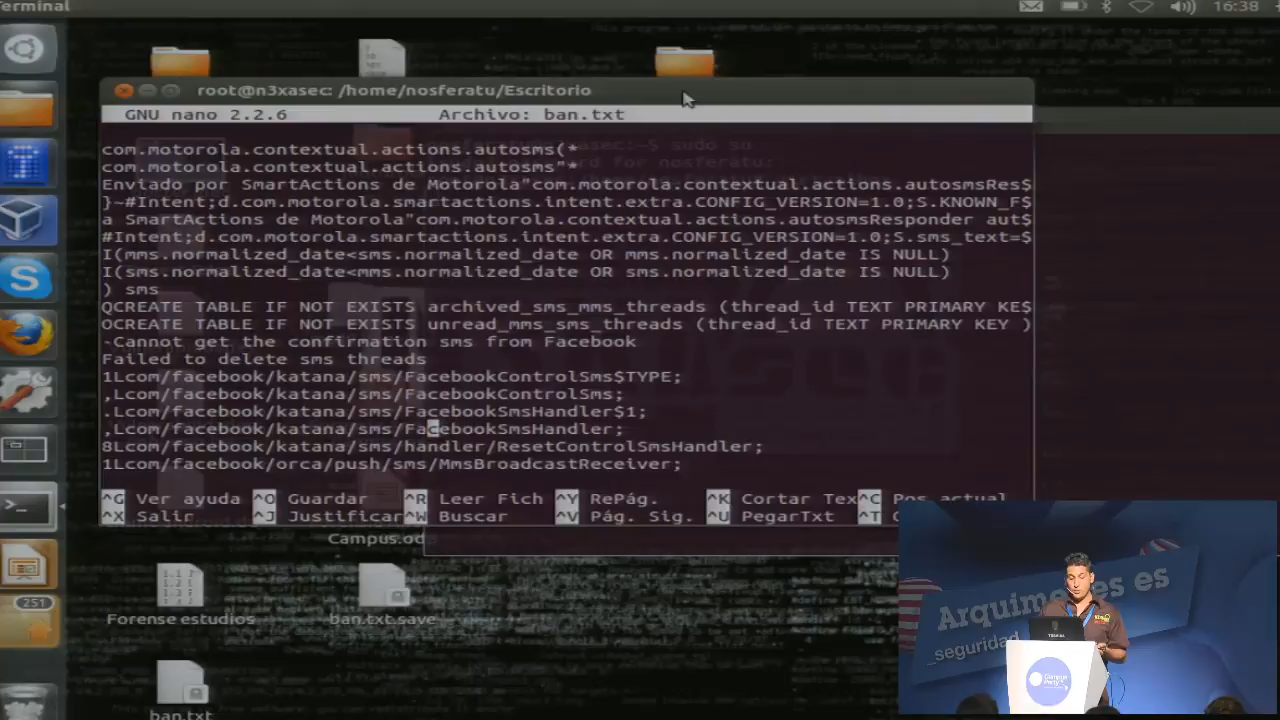 Terminal
16:38
root@n3xasec: /home/nosferatu/Escritorio
GNU nano 2.2.6 Archivo: ban.txt
com.motorola.contextual.actions.autosms(*
com.motorola.contextual.actions.autosms"*
Enviado por SmartActions de Motorola"com.motorola.contextual.actions.autosmsRes$
}~#Intent;d.com.motorola.smartactions.intent.extra.CONFIG_VERSION=1.0;S.KNOWN_F$
a SmartActions de Motorola"com.motorola.contextual.actions.autosmsResponder aut$
#Intent;d.com.motorola.smartactions.intent.extra.CONFIG_VERSION=1.0;S.sms_text=$
I(mms.normalized_date<sms.normalized_date OR mms.normalized_date IS NULL)
I(sms.normalized_date<mms.normalized_date OR sms.normalized_date IS NULL)
) sms
QCREATE TABLE IF NOT EXISTS archived_sms_mms_threads (thread_id TEXT PRIMARY KE$
OCREATE TABLE IF NOT EXISTS unread_mms_sms_threads (thread_id TEXT PRIMARY KEY )
~Cannot get the confirmation sms from Facebook
Failed to delete sms threads
1Lcom/facebook/katana/sms/FacebookControlSms$TYPE;
,Lcom/facebook/katana/sms/FacebookControlSms;
.Lcom/facebook/katana/sms/FacebookSmsHandler$1;
,Lcom/facebook/katana/sms/FacebookSmsHandler;
8Lcom/facebook/katana/sms/handler/ResetControlSmsHandler;
1Lcom/facebook/orca/push/sms/MmsBroadcastReceiver;
^G Ver ayuda ^O Guardar ^R Leer Fich ^Y RePág. ^K Cortar Tex ^C Pos actual
^X Salir ^J Justificar ^W Buscar ^V Pág. Sig. ^U PegarTxt ^T
Campus.od
Forense estudios
ban.txt.save
ban.txt
251
Arquimedes es
_seguridad
TOSHIBA
Campus Party